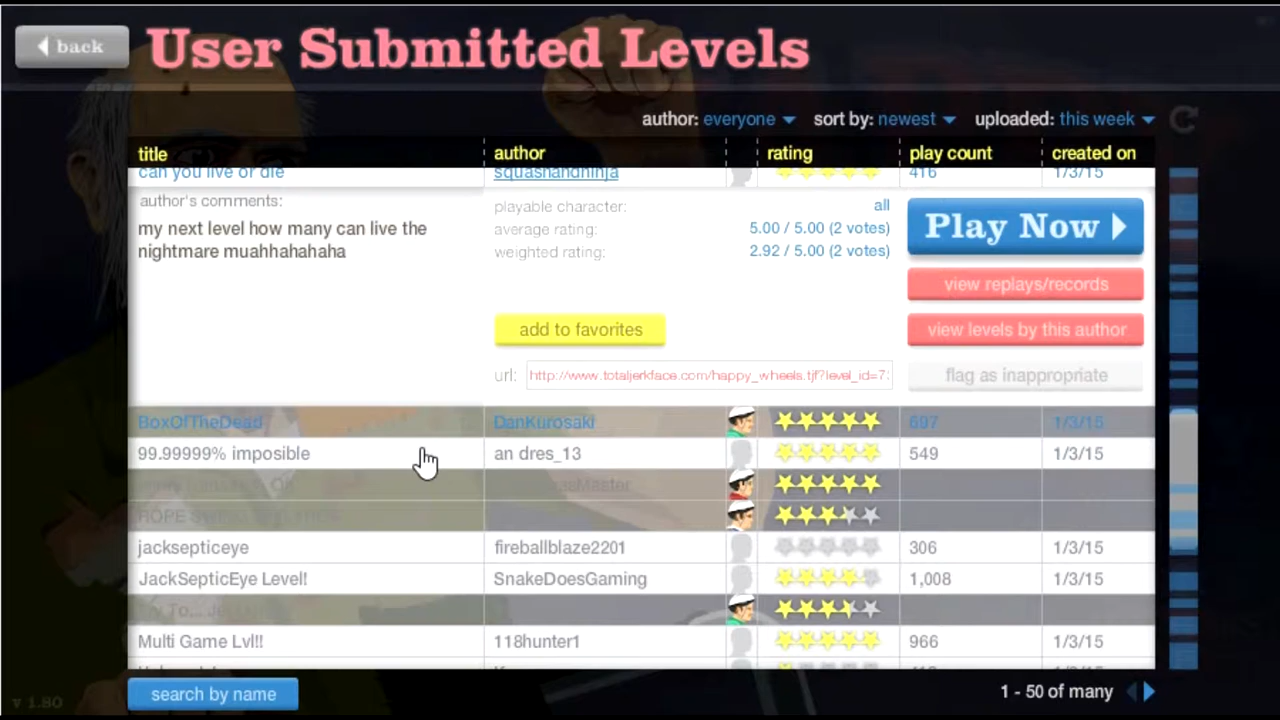 back
User Submitted Levels
author: everyone sort by: newest uploaded: this week
title author rating play count created on
can you live or die squashandninja 416 1/3/15
author's comments:
my next level how many can live the
nightmare muahhahahaha
playable character: all
average rating: 5.00 / 5.00 (2 votes)
weighted rating: 2.92 / 5.00 (2 votes)
Play Now
view replays/records
add to favorites
view levels by this author
url: http://www.totaljerkface.com/happy_wheels.tjf?level_id=7
flag as inappropriate
BoxOfTheDead DanKurosaki 697 1/3/15
99.99999% imposible an dres_13 549 1/3/15
jacksepticeye fireballblaze2201 306 1/3/15
JackSepticEye Level! SnakeDoesGaming 1,008 1/3/15
Multi Game Lvl!! 118hunter1 966 1/3/15
search by name
1 - 50 of many
v 1.80